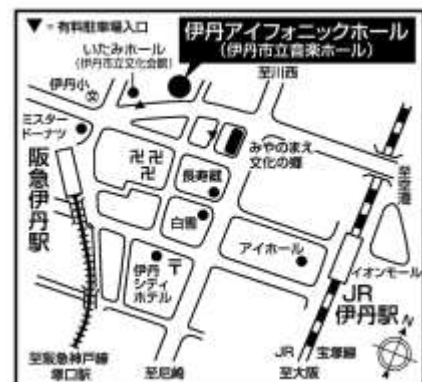 ▼=有料駐車場入口
伊丹アイフォニックホール
(伊丹市立音楽ホール)
いたみホール
(伊丹市立文化会館)
至川西
伊丹小
文
ミスター
ドーナツ
みやのまえ
文化の郷
至空港
阪急伊丹駅
卍卍
卍
長寿蔵
白雪
アイホール
伊丹
シティ
ホテル
〒
イオンモール
JR
伊丹駅
N
至阪急神戸線
塚口駅
至尼崎
JR 宝塚線
至大阪